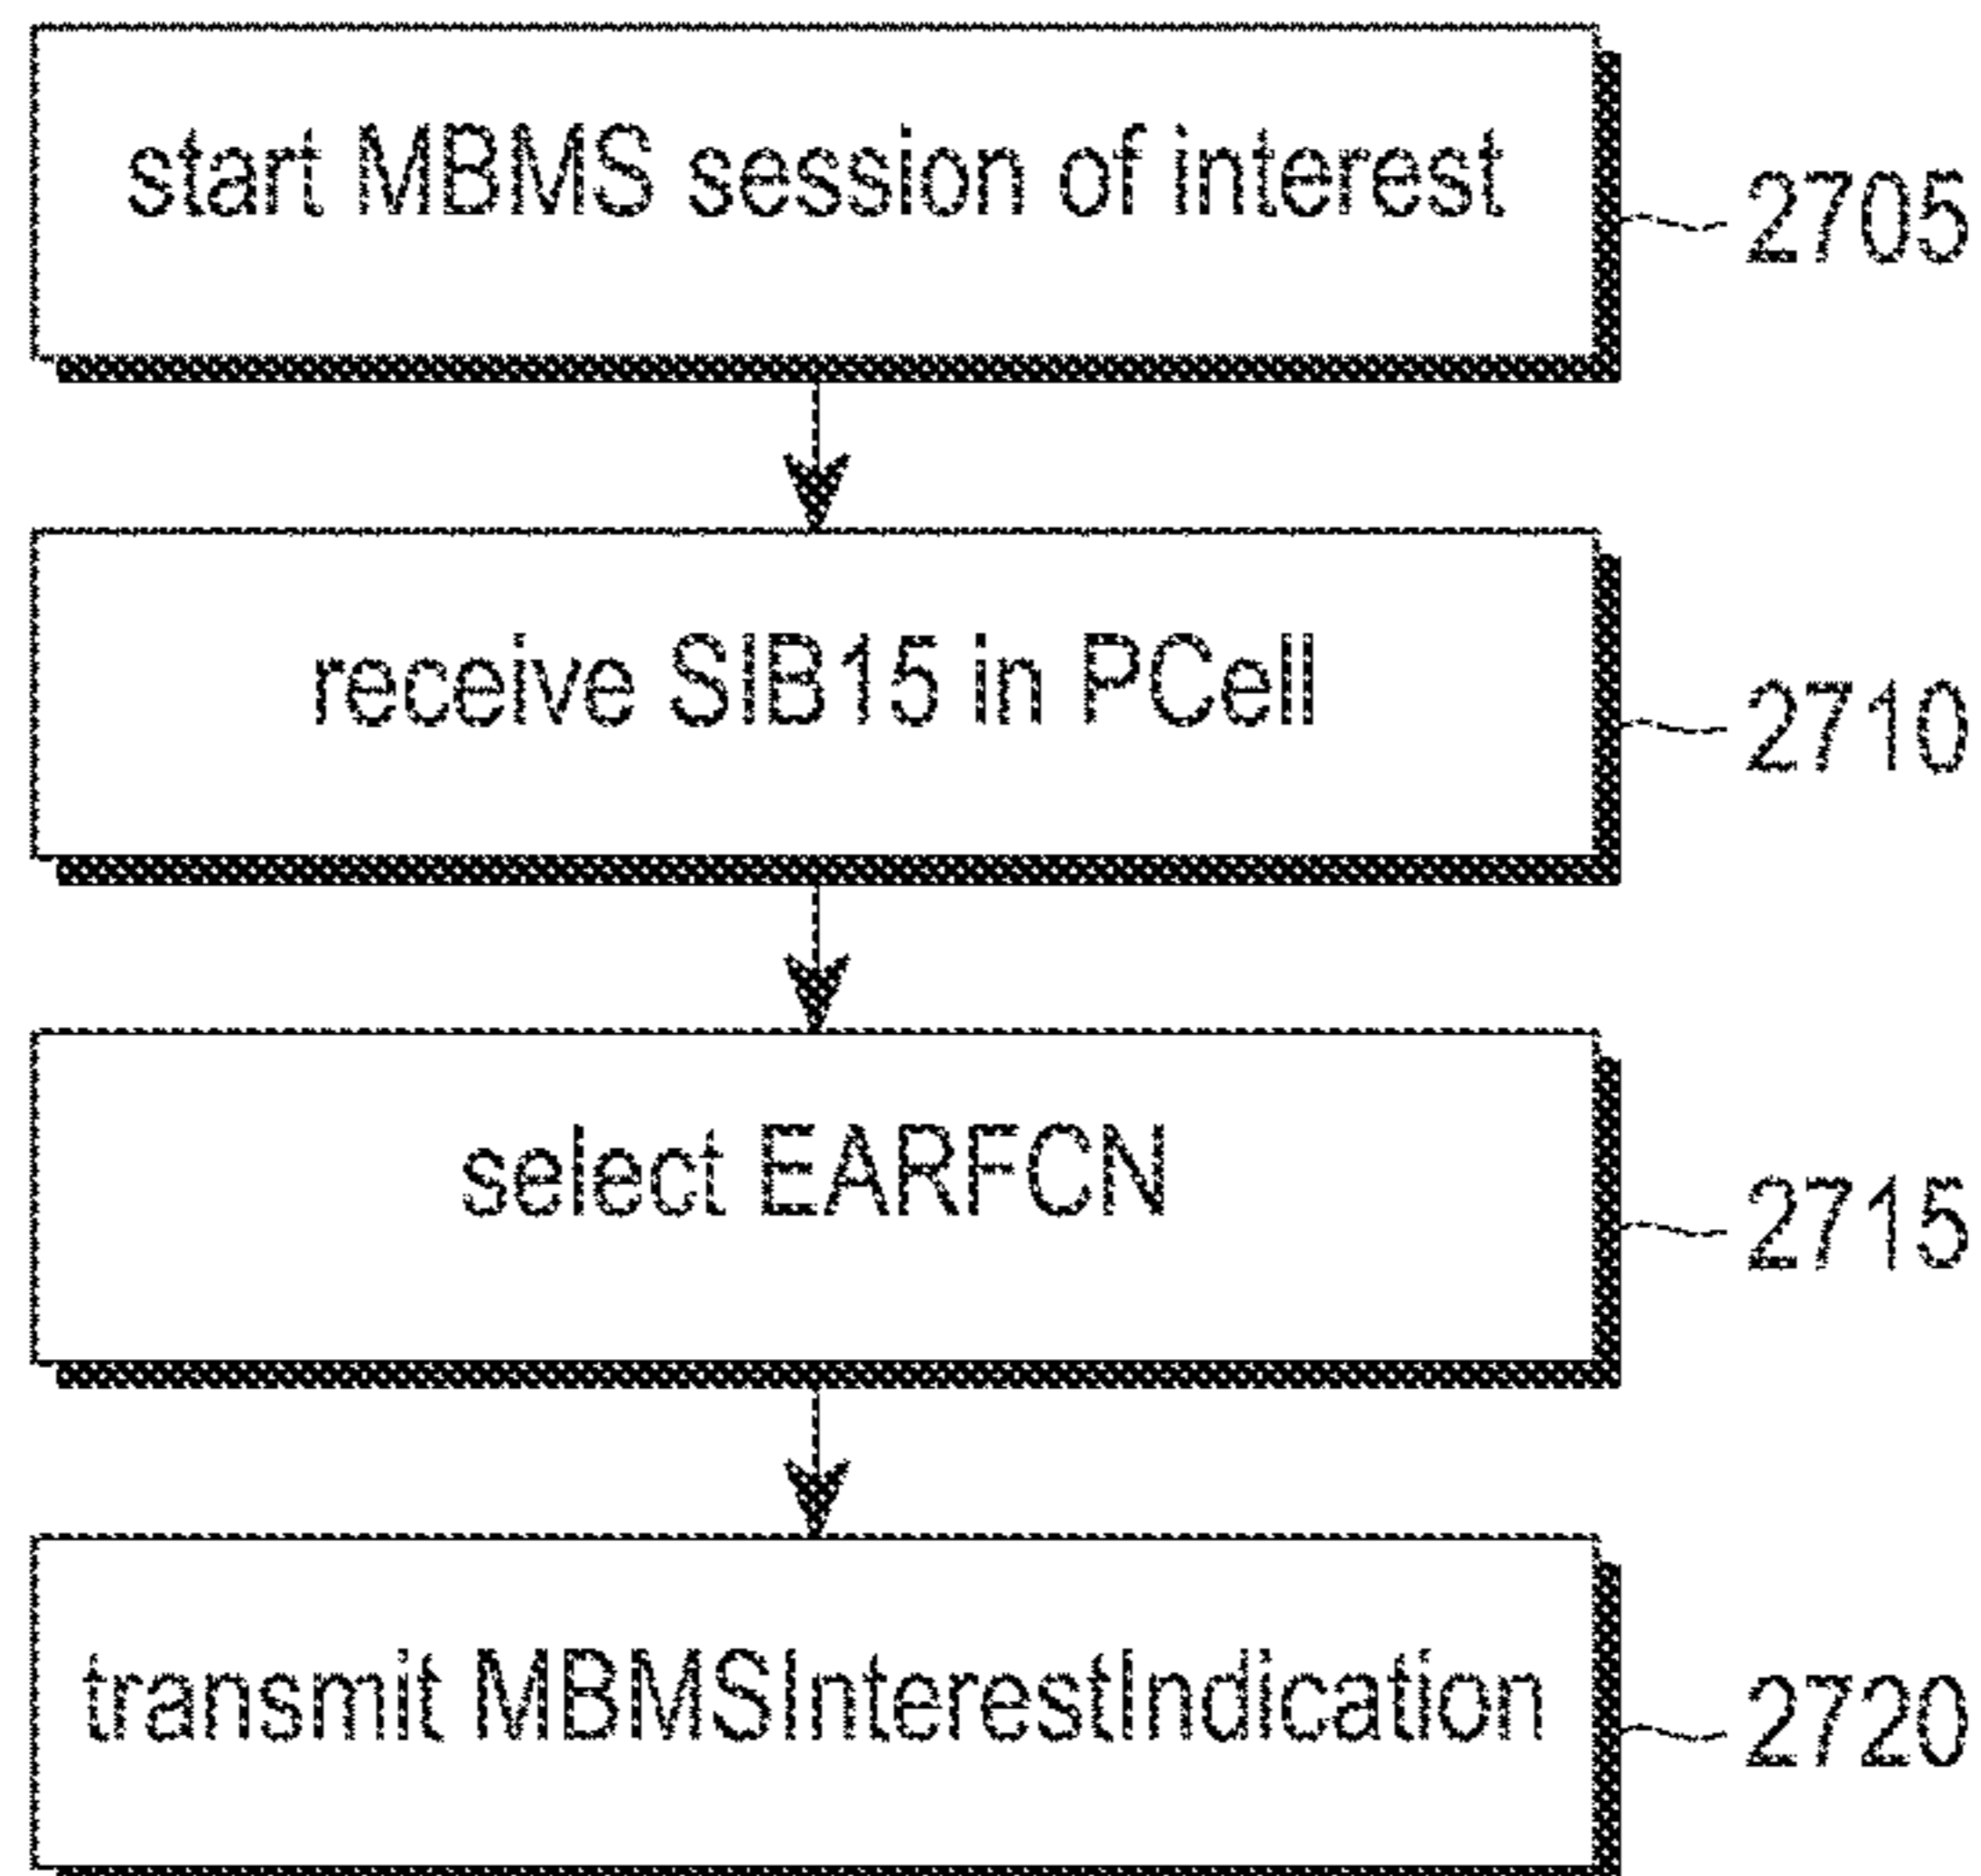 start MBMS session of interest
2705
receive SIB15 in PCell
2710
select EARFCN
2715
transmit MBMSInterestIndication
2720